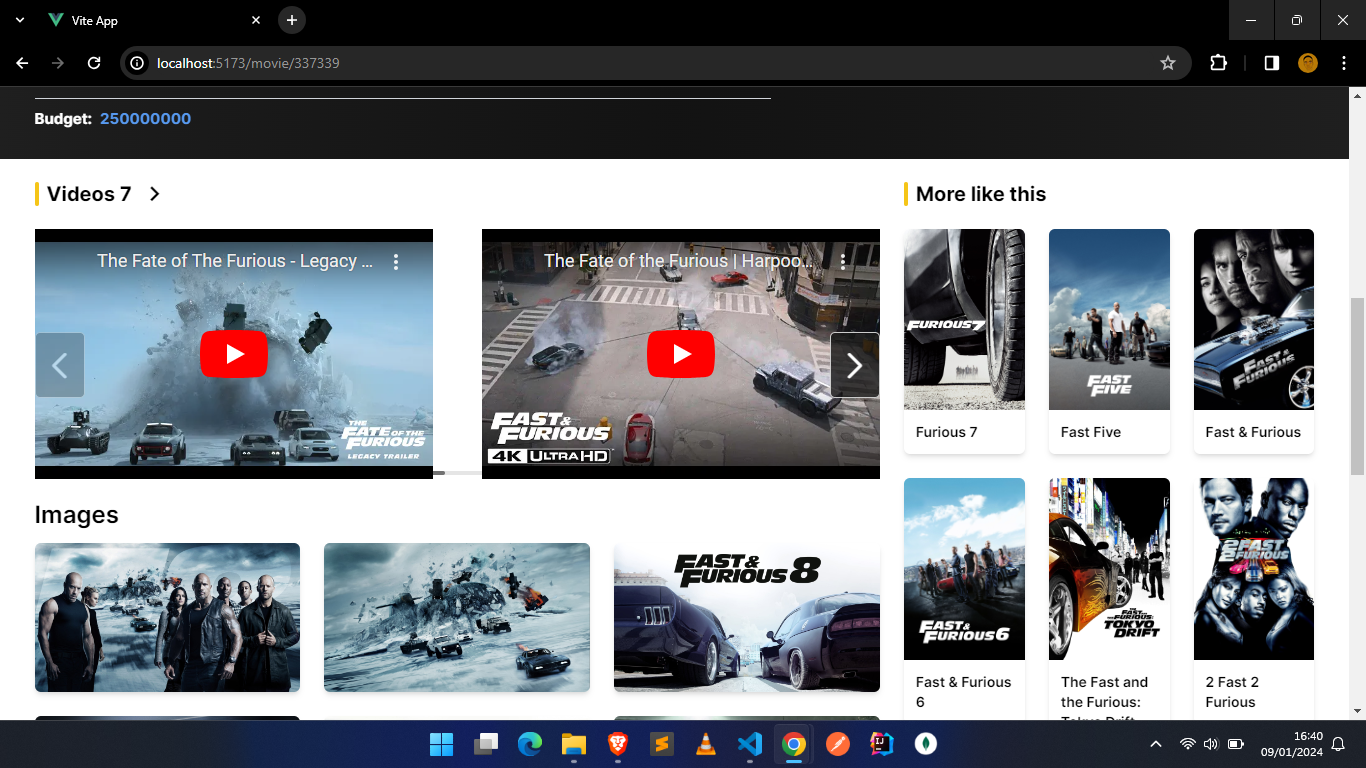 Vite App
localhost:5173/movie/337339
Budget: 250000000
Videos 7
More like this
The Fate of The Furious - Legacy ...
THE
FATE OF THE
FURIOUS
LEGACY TRAILER
The Fate of the Furious | Harpoo...
FAST &
FURIOUS
4K ULTRA HD
FURIOUS 7
Furious 7
FAST
FIVE
Fast Five
FAST &
FURIOUS
Fast & Furious
Images
FAST &
FURIOUS 8
FAST &
FURIOUS 6
Fast & Furious
6
THE
FAST AND
THE
FURIOUS:
TOKYO
DRIFT
The Fast and
the Furious:
Tokyo Drift
2 FAST 2
FURIOUS
2 Fast 2
Furious
16:40
09/01/2024